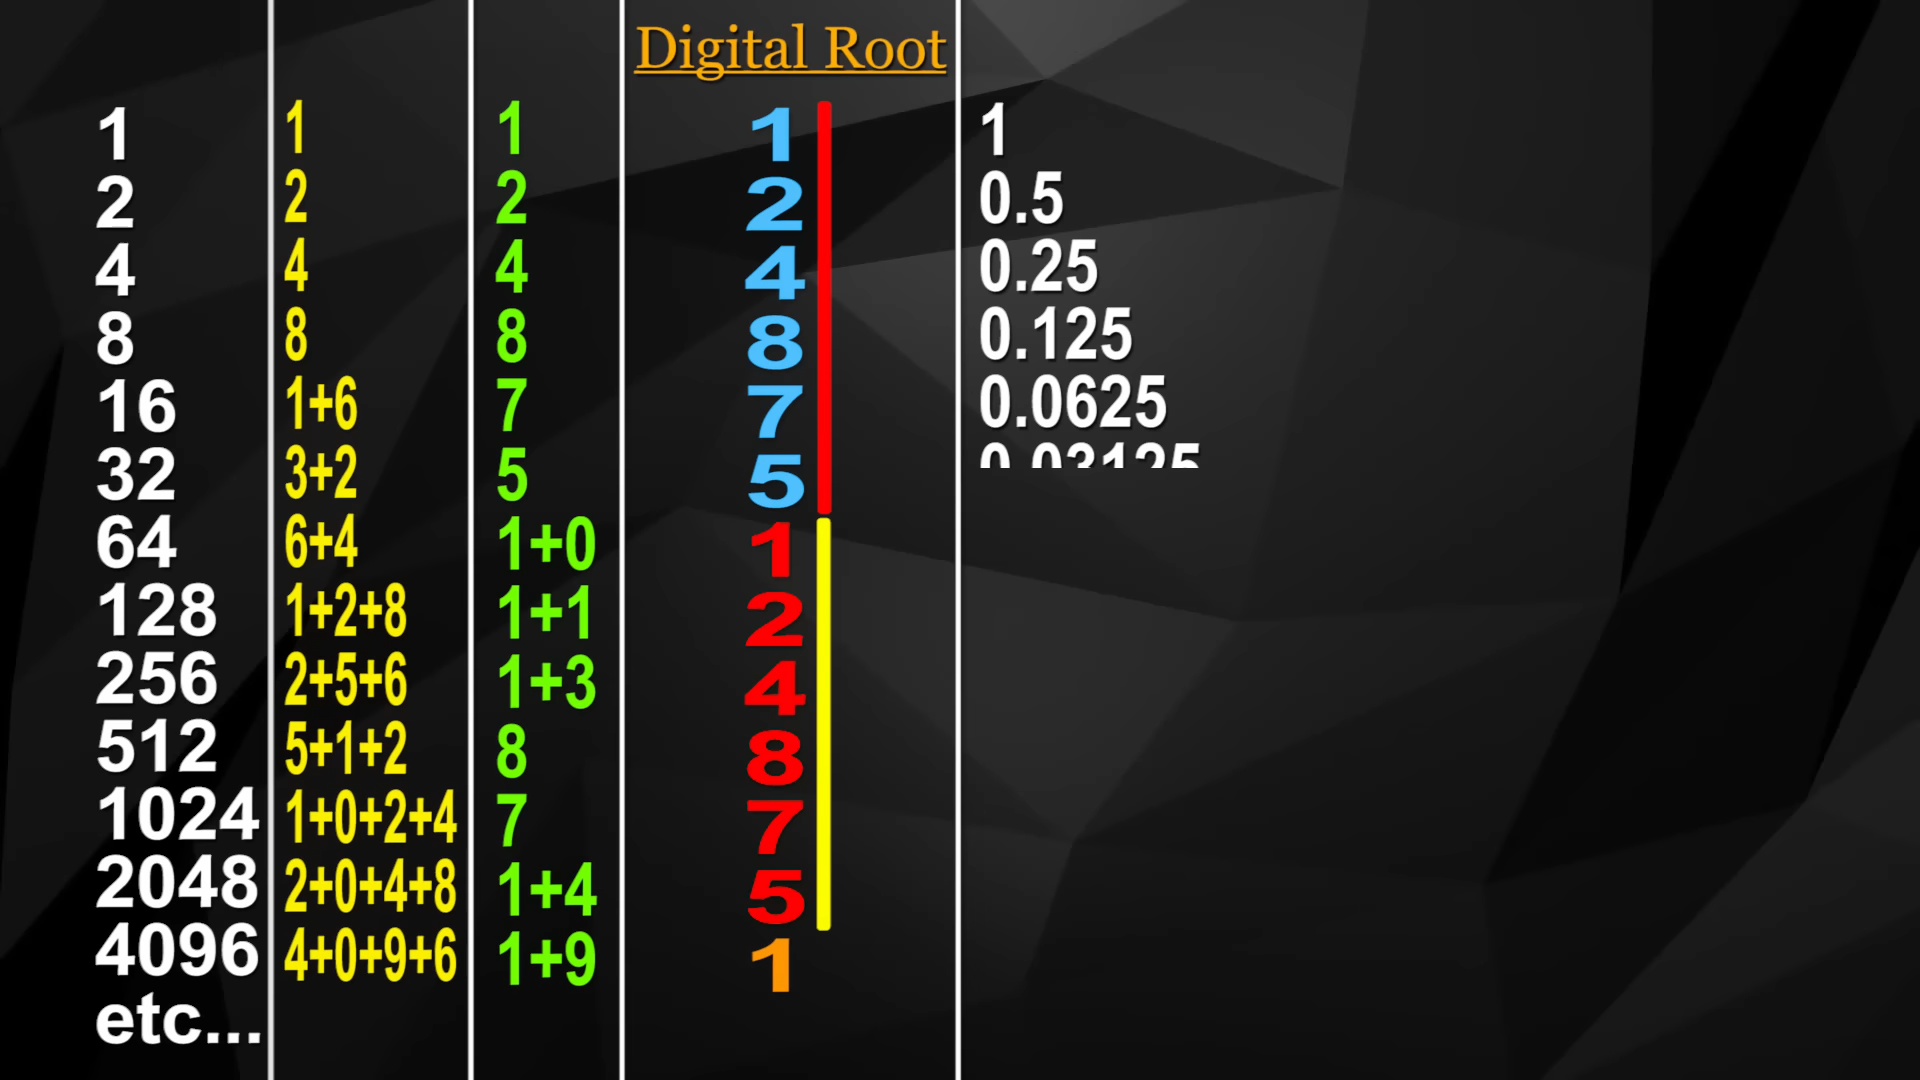 Digital Root
1 1 1 1 1
2 2 2 2 0.5
4 4 4 4 0.25
8 8 8 8 0.125
16 1+6 7 7 0.0625
32 3+2 5 5 0.03125
64 6+4 1+0 1
128 1+2+8 1+1 2
256 2+5+6 1+3 4
512 5+1+2 8 8
1024 1+0+2+4 7 7
2048 2+0+4+8 1+4 5
4096 4+0+9+6 1+9 1
etc...